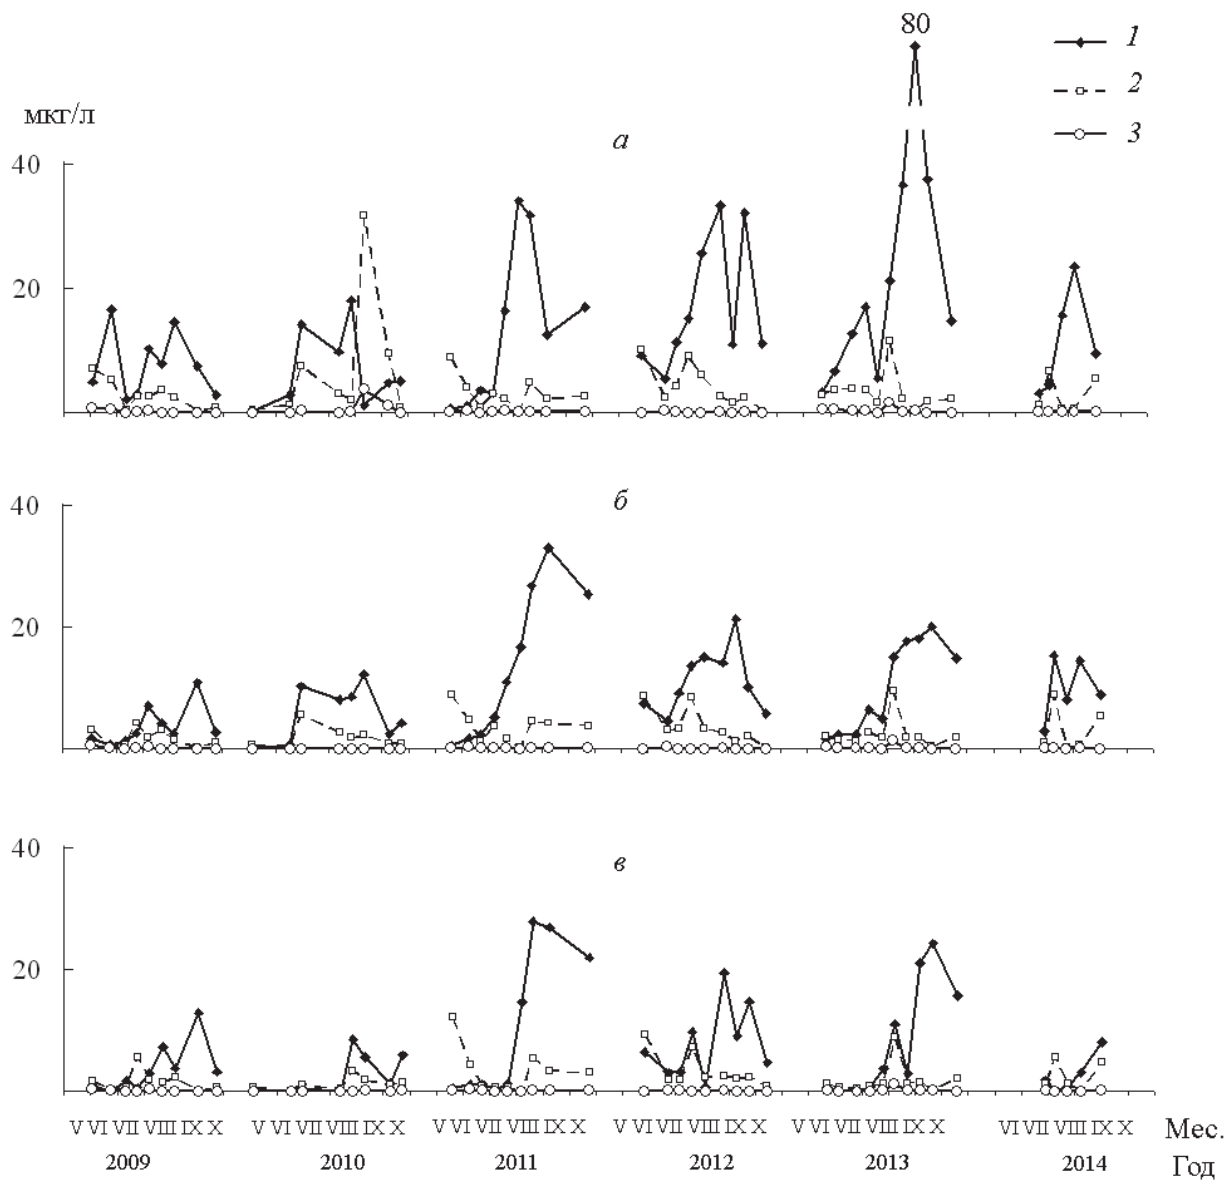 80
1
2
3
мкг/л
а
40
20
б
40
20
в
40
20
V VI VII VIII IX X V VI VII VIII IX X V VI VII VIII IX X V VI VII VIII IX X V VI VII VIII IX X VI VII VIII IX X Мес.
2009 2010 2011 2012 2013 2014 Год